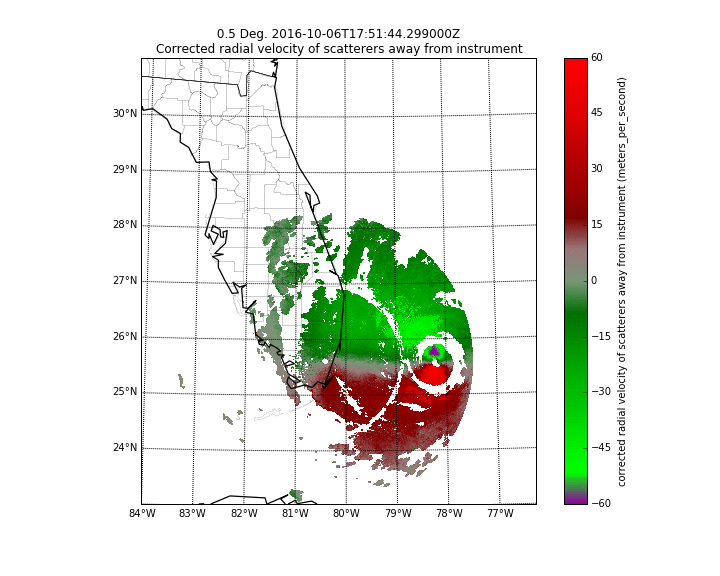 0.5 Deg. 2016-10-06T17:51:44.299000Z
Corrected radial velocity of scatterers away from instrument
30°N
29°N
28°N
27°N
26°N
25°N
24°N
84°W
83°W
82°W
81°W
80°W
79°W
78°W
77°W
60
45
30
15
0
−15
−30
−45
−60
corrected radial velocity of scatterers away from instrument (meters_per_second)